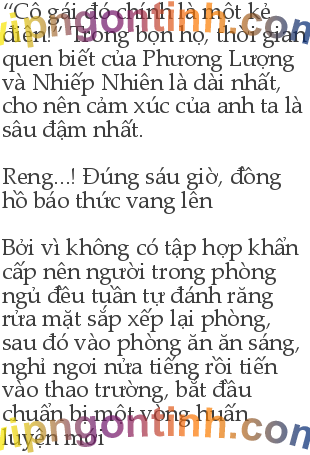 “Cô gái đó chính là một kẻ
điên!” Trong bọn họ, thời gian
quen biết của Phương Lượng
và Nhiếp Nhiên là dài nhất,
cho nên cảm xúc của anh ta là
sâu đậm nhất.
Reng...! Đúng sáu giờ, đồng
hồ báo thức vang lên
Bởi vì không có tập hợp khẩn
cấp nên người trong phòng
ngủ đều tuần tự đánh răng
rửa mặt sắp xếp lại phòng,
sau đó vào phòng ăn ăn sáng,
nghỉ ngơi nửa tiếng rồi tiến
vào thao trường, bắt đầu
chuẩn bị một vòng huấn
luyện mới
vipngontinh.com
vipngontinh.com